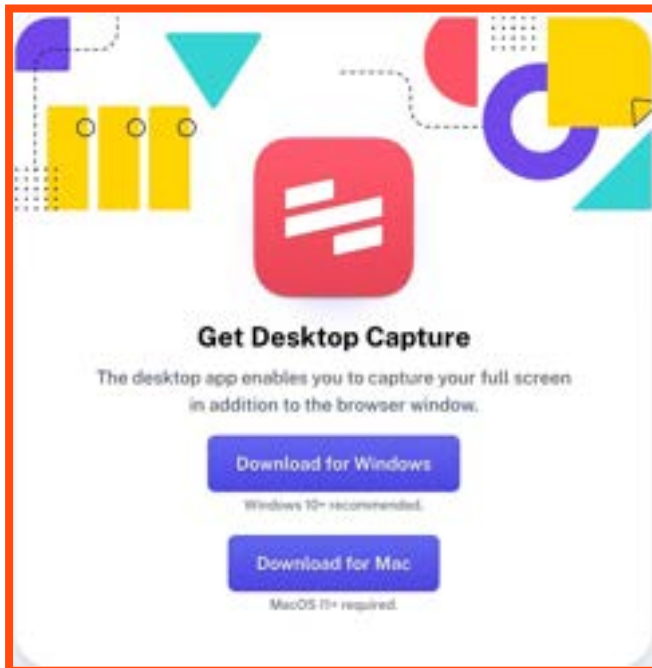 Get Desktop Capture
The desktop app enables you to capture your full screen
in addition to the browser window.
Download for Windows
Windows 10+ recommended.
Download for Mac
MacOS 11+ required.